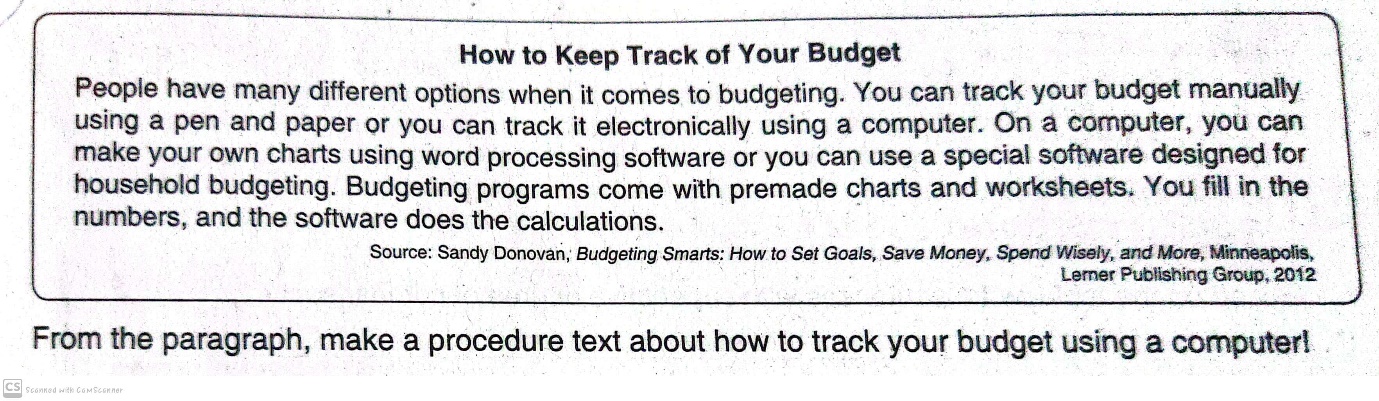 How to Keep Track of Your Budget
People have many different options when it comes to budgeting. You can track your budget manually
using a pen and paper or you can track it electronically using a computer. On a computer, you can
make your own charts using word processing software or you can use a special software designed for
household budgeting. Budgeting programs come with premade charts and worksheets. You fill in the
numbers, and the software does the calculations.
Source: Sandy Donovan, Budgeting Smarts: How to Set Goals, Save Money, Spend Wisely, and More, Minneapolis,
Lerner Publishing Group, 2012
From the paragraph, make a procedure text about how to track your budget using a computer!
CS Scanned with CamScanner